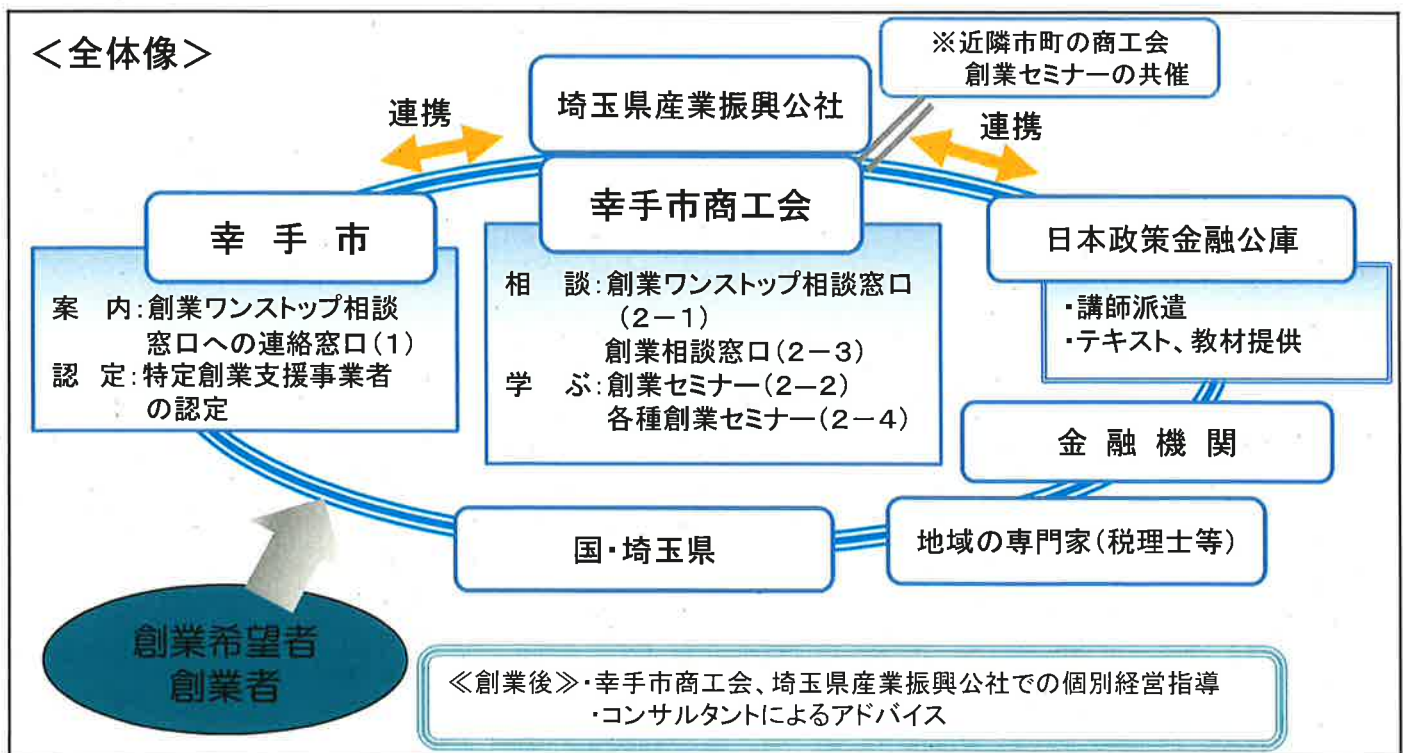 ＜全体像＞
※近隣市町の商工会
創業セミナーの共催
連携
埼玉県産業振興公社
連携
幸手市商工会
幸 手 市
日本政策金融公庫
案　内：創業ワンストップ相談
窓口への連絡窓口（1）
認　定：特定創業支援事業者
の認定
相　談：創業ワンストップ相談窓口
（2－1）
創業相談窓口（2－3）
学　ぶ：創業セミナー（2－2）
各種創業セミナー（2－4）
・講師派遣
・テキスト、教材提供
金 融 機 関
地域の専門家（税理士等）
国・埼玉県
創業希望者
創業者
≪創業後≫・幸手市商工会、埼玉県産業振興公社での個別経営指導
・コンサルタントによるアドバイス